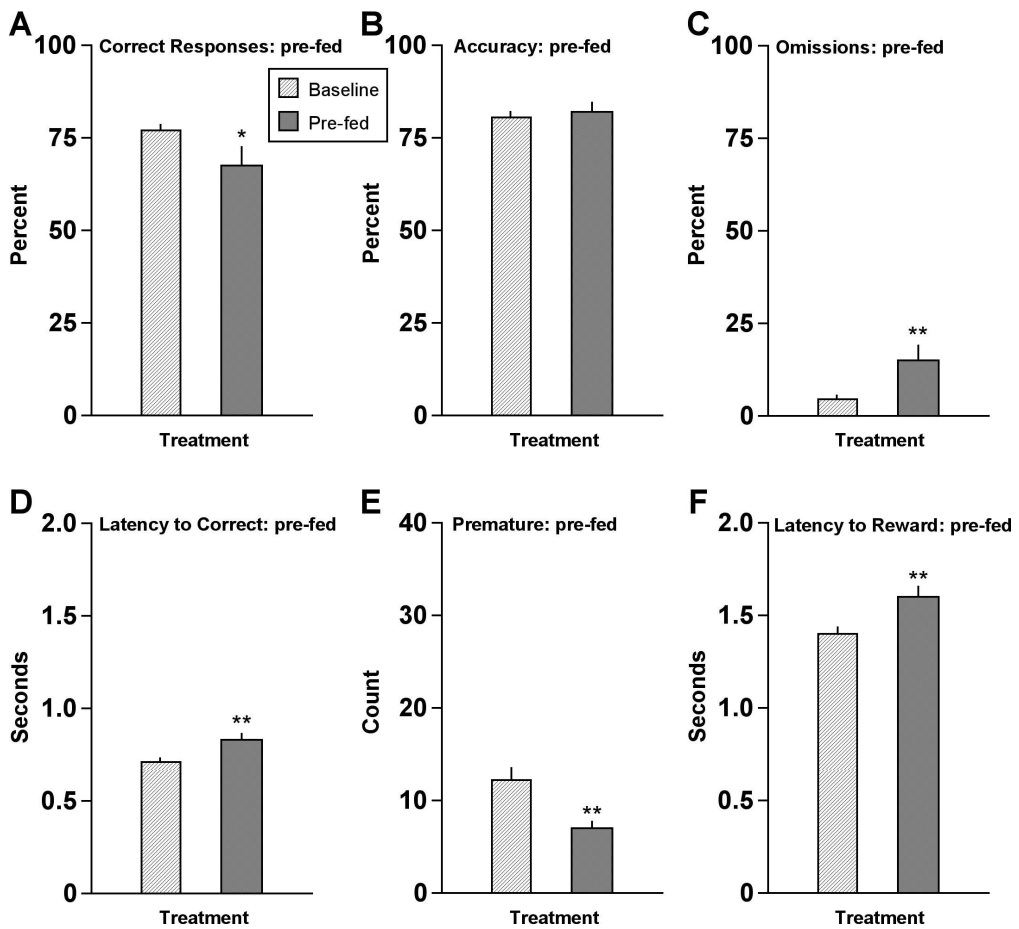 A
Correct Responses: pre-fed
100
75
50
25
0
Percent
*
Baseline
Pre-fed
Treatment
B
Accuracy: pre-fed
100
75
50
25
0
Percent
Treatment
C
Omissions: pre-fed
100
75
50
25
0
Percent
**
Treatment
D
Latency to Correct: pre-fed
2.0
1.5
1.0
0.5
0
Seconds
**
Treatment
E
Premature: pre-fed
40
30
20
10
0
Count
**
Treatment
F
Latency to Reward: pre-fed
2.0
1.5
1.0
0.5
0
Seconds
**
Treatment